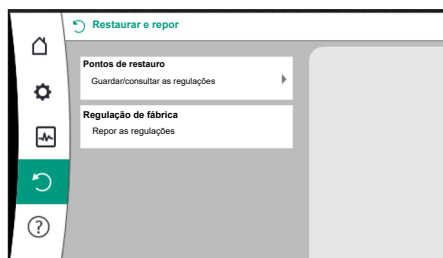 Restaurar e repor
Pontos de restauro
Guardar/consultar as regulações
Regulação de fábrica
Repor as regulações